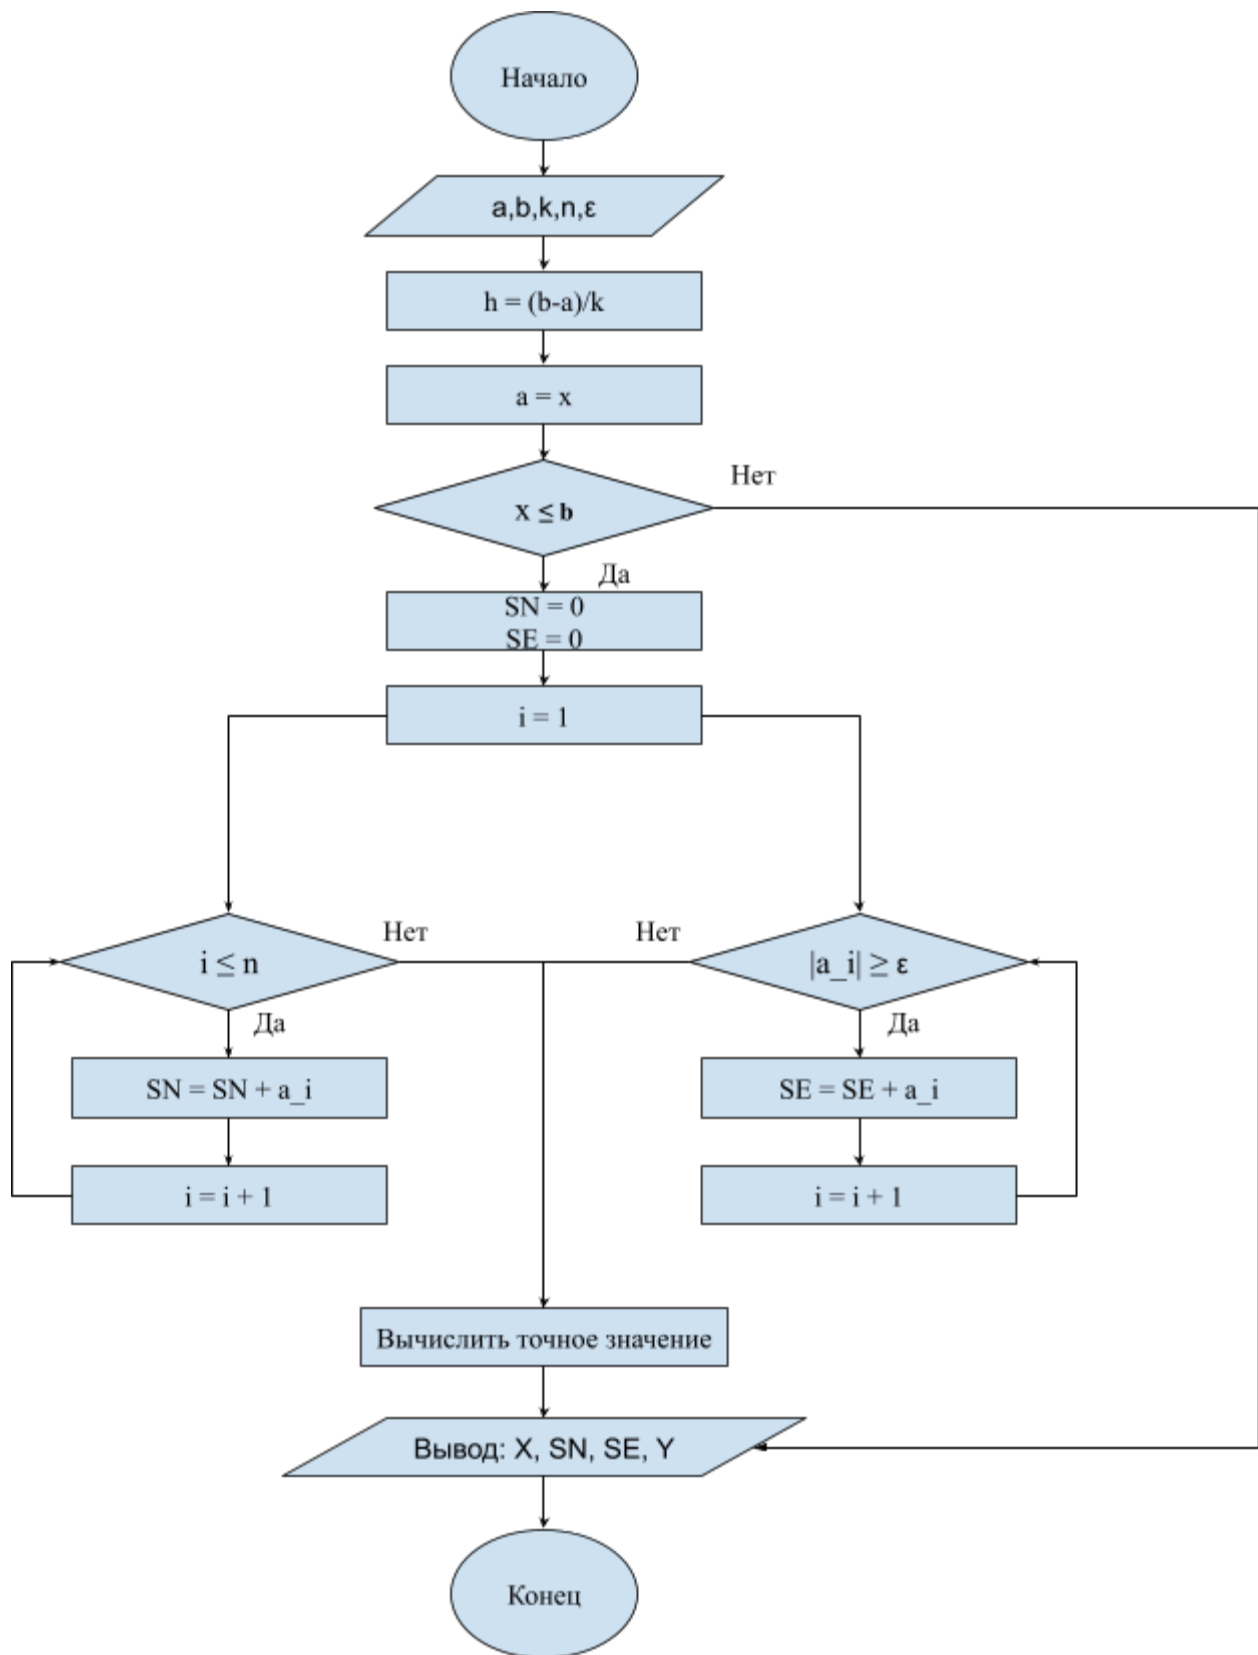 Начало
a,b,k,n,ε
h = (b-a)/k
a = x
Нет
x ≤ b
Да
SN = 0
SE = 0
i = 1
Нет
Нет
i ≤ n
|a_i| ≥ ε
Да
Да
SN = SN + a_i
SE = SE + a_i
i = i + 1
i = i + 1
Вычислить точное значение
Вывод: X, SN, SE, Y
Конец